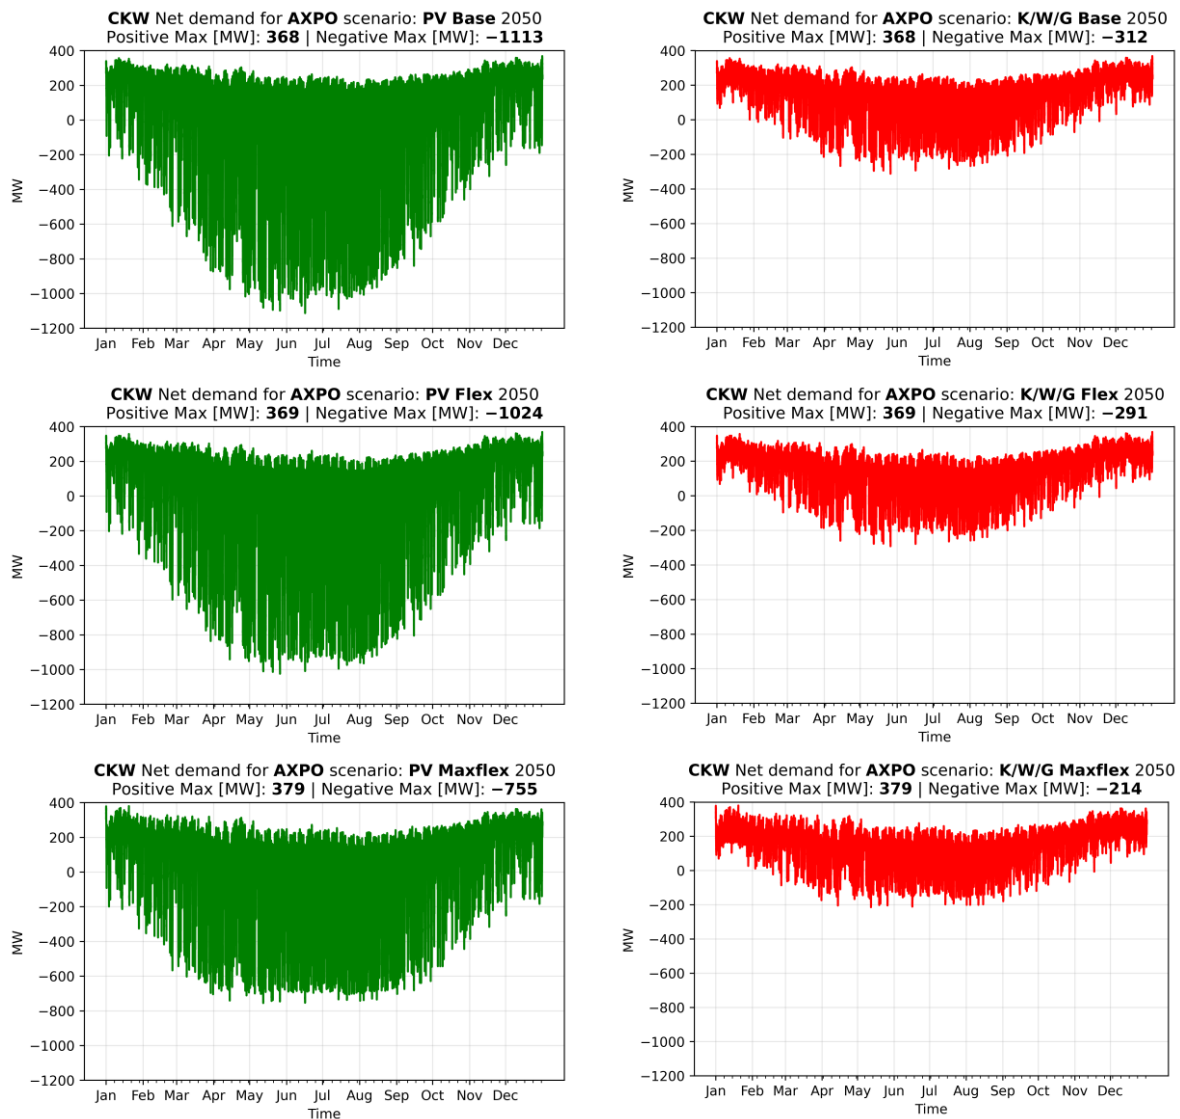 CKW Net demand for AXPO scenario: PV Base 2050
Positive Max [MW]: 368 | Negative Max [MW]: −1113
400
200
0
−200
−400
−600
−800
−1000
−1200
MW
Jan Feb Mar Apr May Jun Jul Aug Sep Oct Nov Dec
Time
CKW Net demand for AXPO scenario: K/W/G Base 2050
Positive Max [MW]: 368 | Negative Max [MW]: −312
400
200
0
−200
−400
−600
−800
−1000
−1200
MW
Jan Feb Mar Apr May Jun Jul Aug Sep Oct Nov Dec
Time
CKW Net demand for AXPO scenario: PV Flex 2050
Positive Max [MW]: 369 | Negative Max [MW]: −1024
400
200
0
−200
−400
−600
−800
−1000
−1200
MW
Jan Feb Mar Apr May Jun Jul Aug Sep Oct Nov Dec
Time
CKW Net demand for AXPO scenario: K/W/G Flex 2050
Positive Max [MW]: 369 | Negative Max [MW]: −291
400
200
0
−200
−400
−600
−800
−1000
−1200
MW
Jan Feb Mar Apr May Jun Jul Aug Sep Oct Nov Dec
Time
CKW Net demand for AXPO scenario: PV Maxflex 2050
Positive Max [MW]: 379 | Negative Max [MW]: −755
400
200
0
−200
−400
−600
−800
−1000
−1200
MW
Jan Feb Mar Apr May Jun Jul Aug Sep Oct Nov Dec
Time
CKW Net demand for AXPO scenario: K/W/G Maxflex 2050
Positive Max [MW]: 379 | Negative Max [MW]: −214
400
200
0
−200
−400
−600
−800
−1000
−1200
MW
Jan Feb Mar Apr May Jun Jul Aug Sep Oct Nov Dec
Time